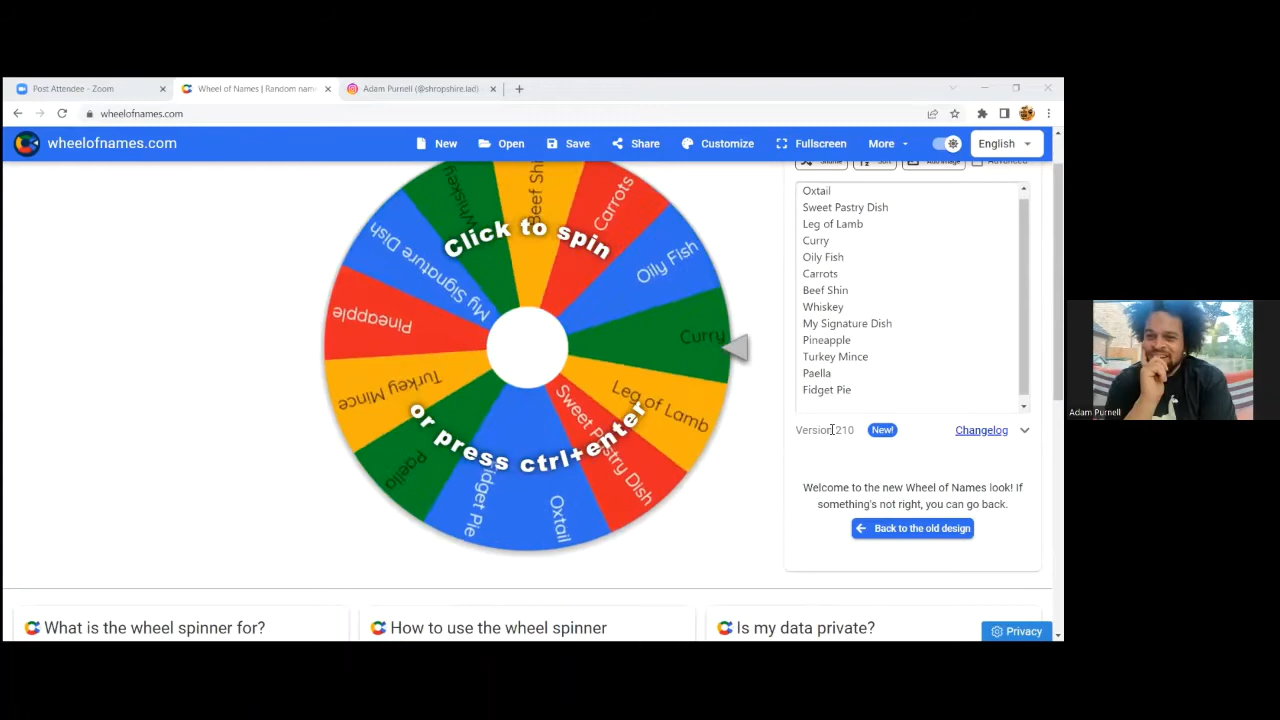 Post Attendee - Zoom
Wheel of Names | Random name
Adam Purnell (@shropshire.lad)
wheelofnames.com
wheelofnames.com
New
Open
Save
Share
Customize
Fullscreen
More
English
Oxtail
Sweet Pastry Dish
Leg of Lamb
Curry
Oily Fish
Carrots
Beef Shin
Whiskey
My Signature Dish
Pineapple
Turkey Mince
Paella
Fidget Pie
Version 210
New!
Changelog
Welcome to the new Wheel of Names look! If
something's not right, you can go back.
Back to the old design
Whiskey
Beef Shi
Carrots
Oily Fish
Curry
Leg of Lamb
Sweet Pastry Dish
Oxtail
Fidget Pie
Paella
Turkey Mince
Pineapple
My Signature Dish
Click to spin
or press ctrl+enter
Adam Purnell
What is the wheel spinner for?
How to use the wheel spinner
Is my data private?
Privacy